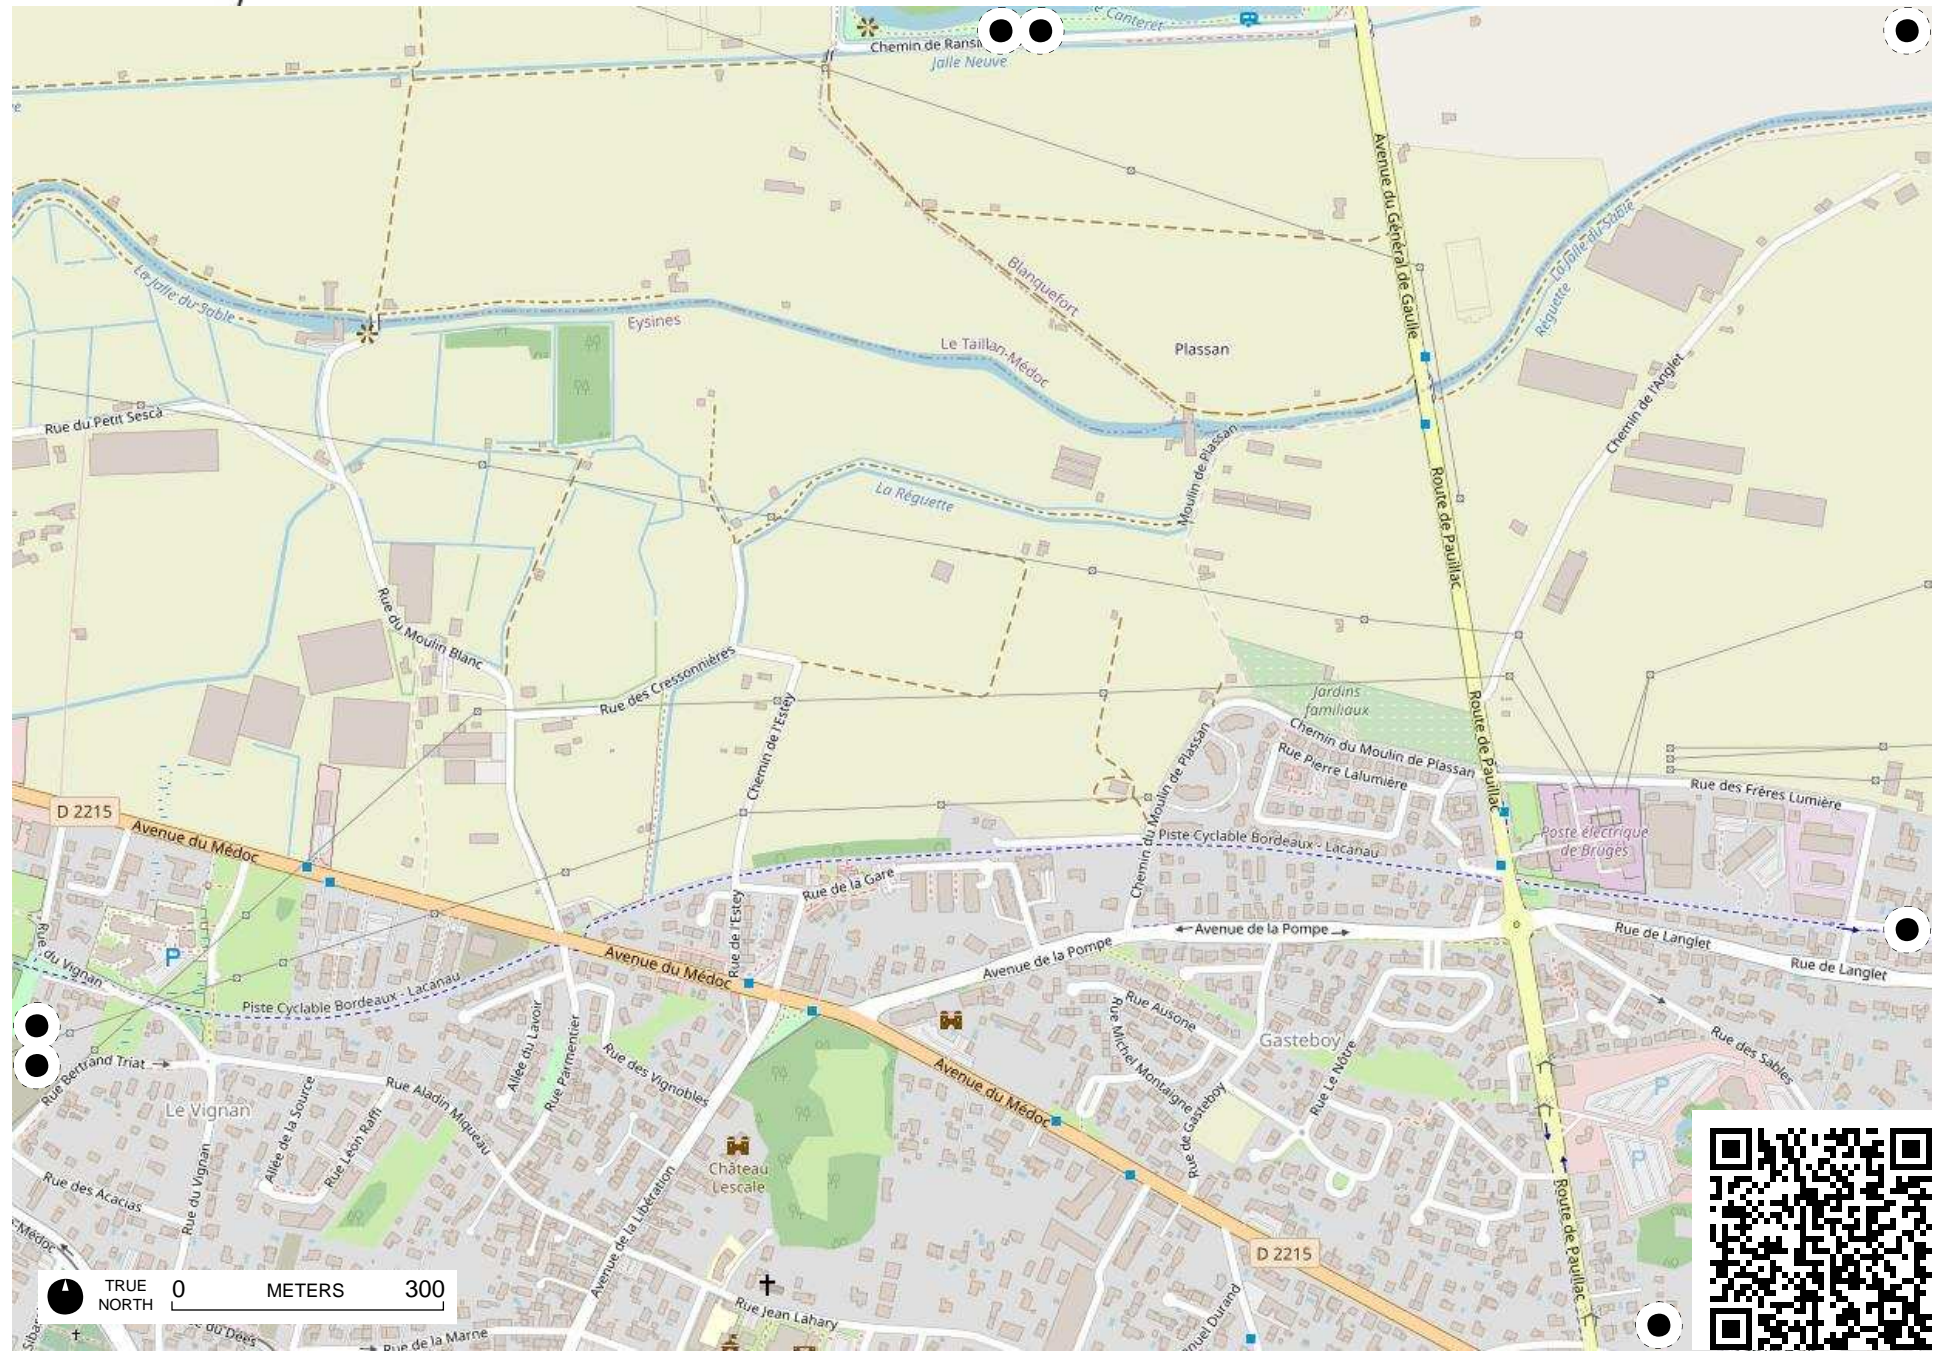 Canteret
Chemin de Ransi
Jalle Neuve
Avenue du Général de Gaulle
La Jalle du Sable
La Jalle du Sable
Réguette
Blanquefort
Eysines
Le Taillan-Médoc
Plassan
Chemin de l'Anglet
Rue du Petit Sescà
Moulin de Plassan
La Réguette
Route de Pauillac
Rue du Moulin Blanc
Rue des Cressonnières
Chemin de l'Estey
Jardins
familiaux
Route de Pauillac
Chemin du Moulin de Plassan
Rue Pierre Lalumière
Chemin du Moulin de Plassan
Rue des Frères Lumière
D 2215
Avenue du Médoc
Poste électrique
de Bruges
Piste Cyclable Bordeaux - Lacanau
Rue de la Gare
Rue de l'Estey
Avenue de la Pompe
Avenue de la Pompe
Rue de Langlet
Rue de Langlet
Rue du Vignan
P
Avenue du Médoc
Piste Cyclable Bordeaux - Lacanau
Rue Ausone
Rue Michel Montaigne
Gasteboy
Rue Le Nôtre
Rue des Sables
Allée du Lavoir
Rue Parmentier
Rue des Vignobles
Avenue du Médoc
Rue Bertrand Triat
Le Vignan
Allée de la Source
Rue Léon Raffi
Rue Aladin Miqueau
Rue de Gasteboy
P
P
Château
Lescale
Rue des Acacias
Rue du Vignan
Avenue de la Libération
Route de Pauillac
-Médoc
D 2215
TRUE
NORTH
0 METERS 300
Rue Jean Lahary
Rue de la Marne
nuel Durand